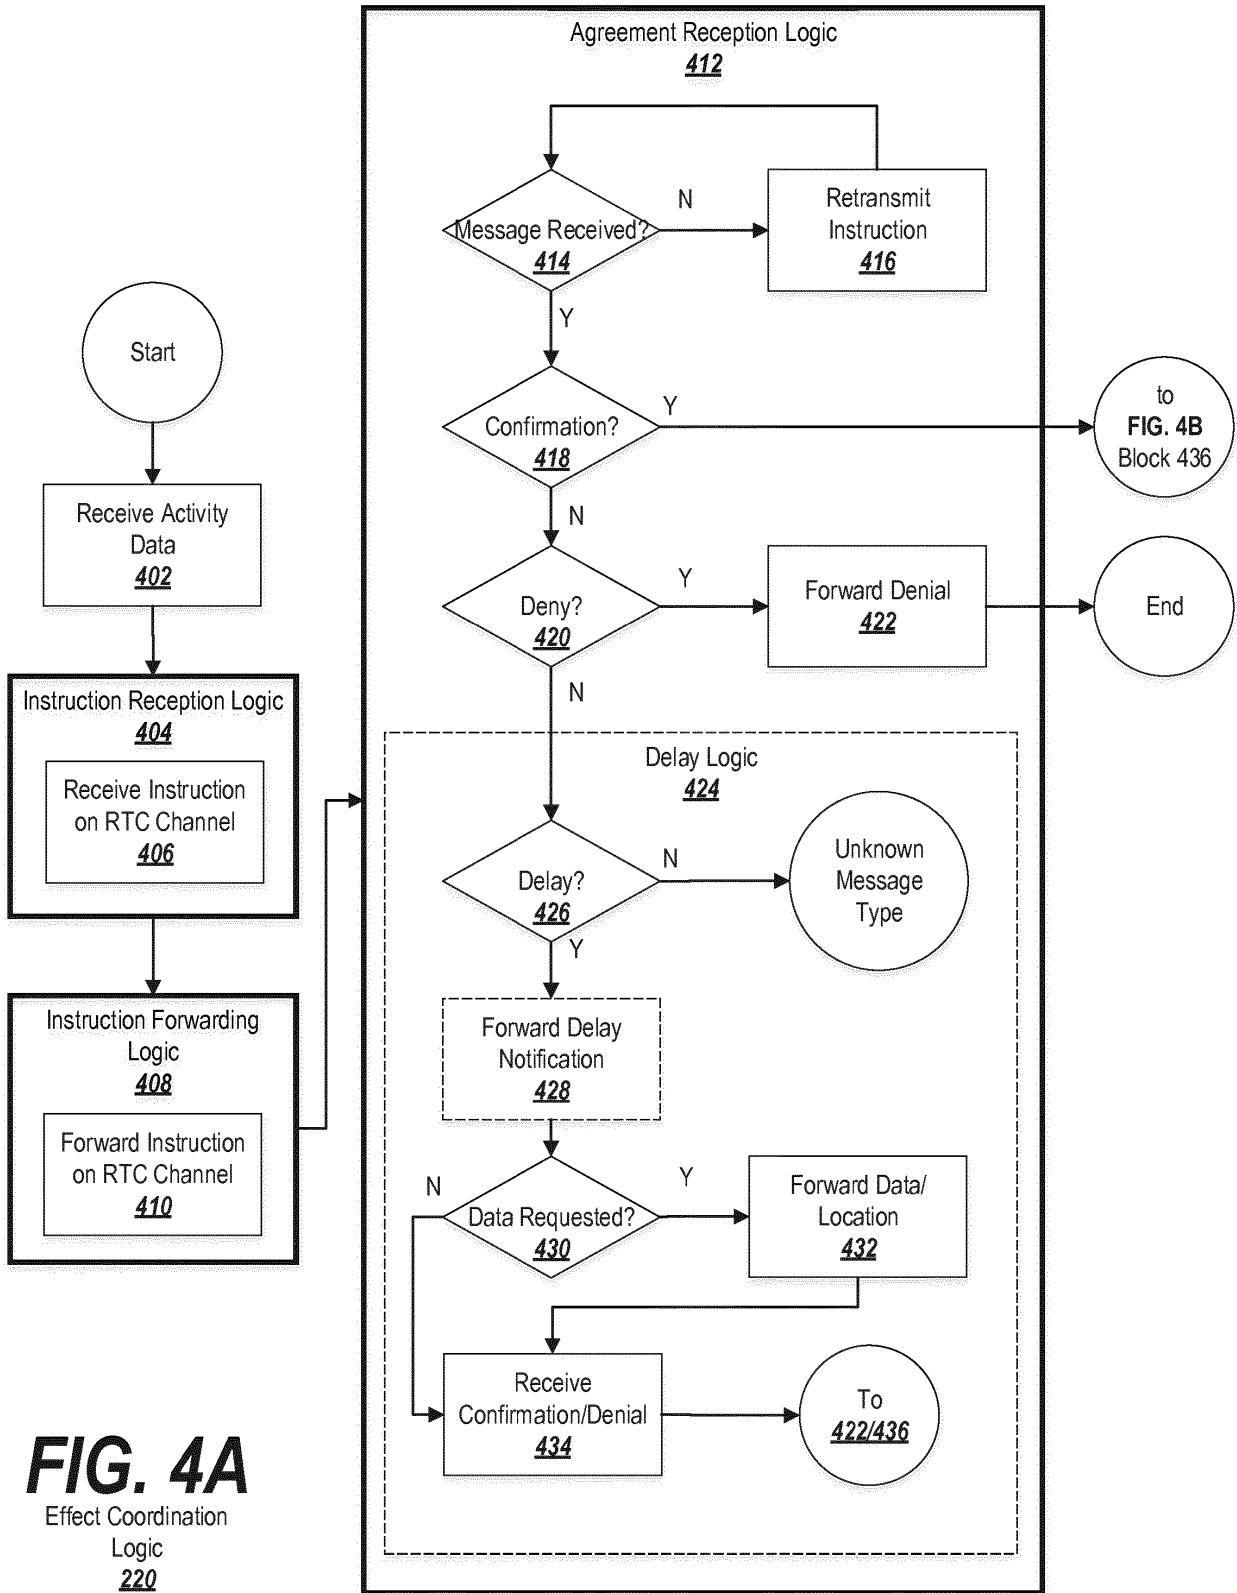 Agreement Reception Logic
412
Message Received?
414
N
Retransmit
Instruction
416
Y
Start
Confirmation?
418
Y
to
FIG. 4B
Block 436
N
Receive Activity
Data
402
Deny?
420
Y
Forward Denial
422
End
N
Instruction Reception Logic
404
Receive Instruction
on RTC Channel
406
Delay Logic
424
Delay?
426
N
Unknown
Message
Type
Y
Instruction Forwarding
Logic
408
Forward Instruction
on RTC Channel
410
Forward Delay
Notification
428
N
Data Requested?
430
Y
Forward Data/
Location
432
Receive
Confirmation/Denial
434
To
422/436
FIG. 4A
Effect Coordination
Logic
220